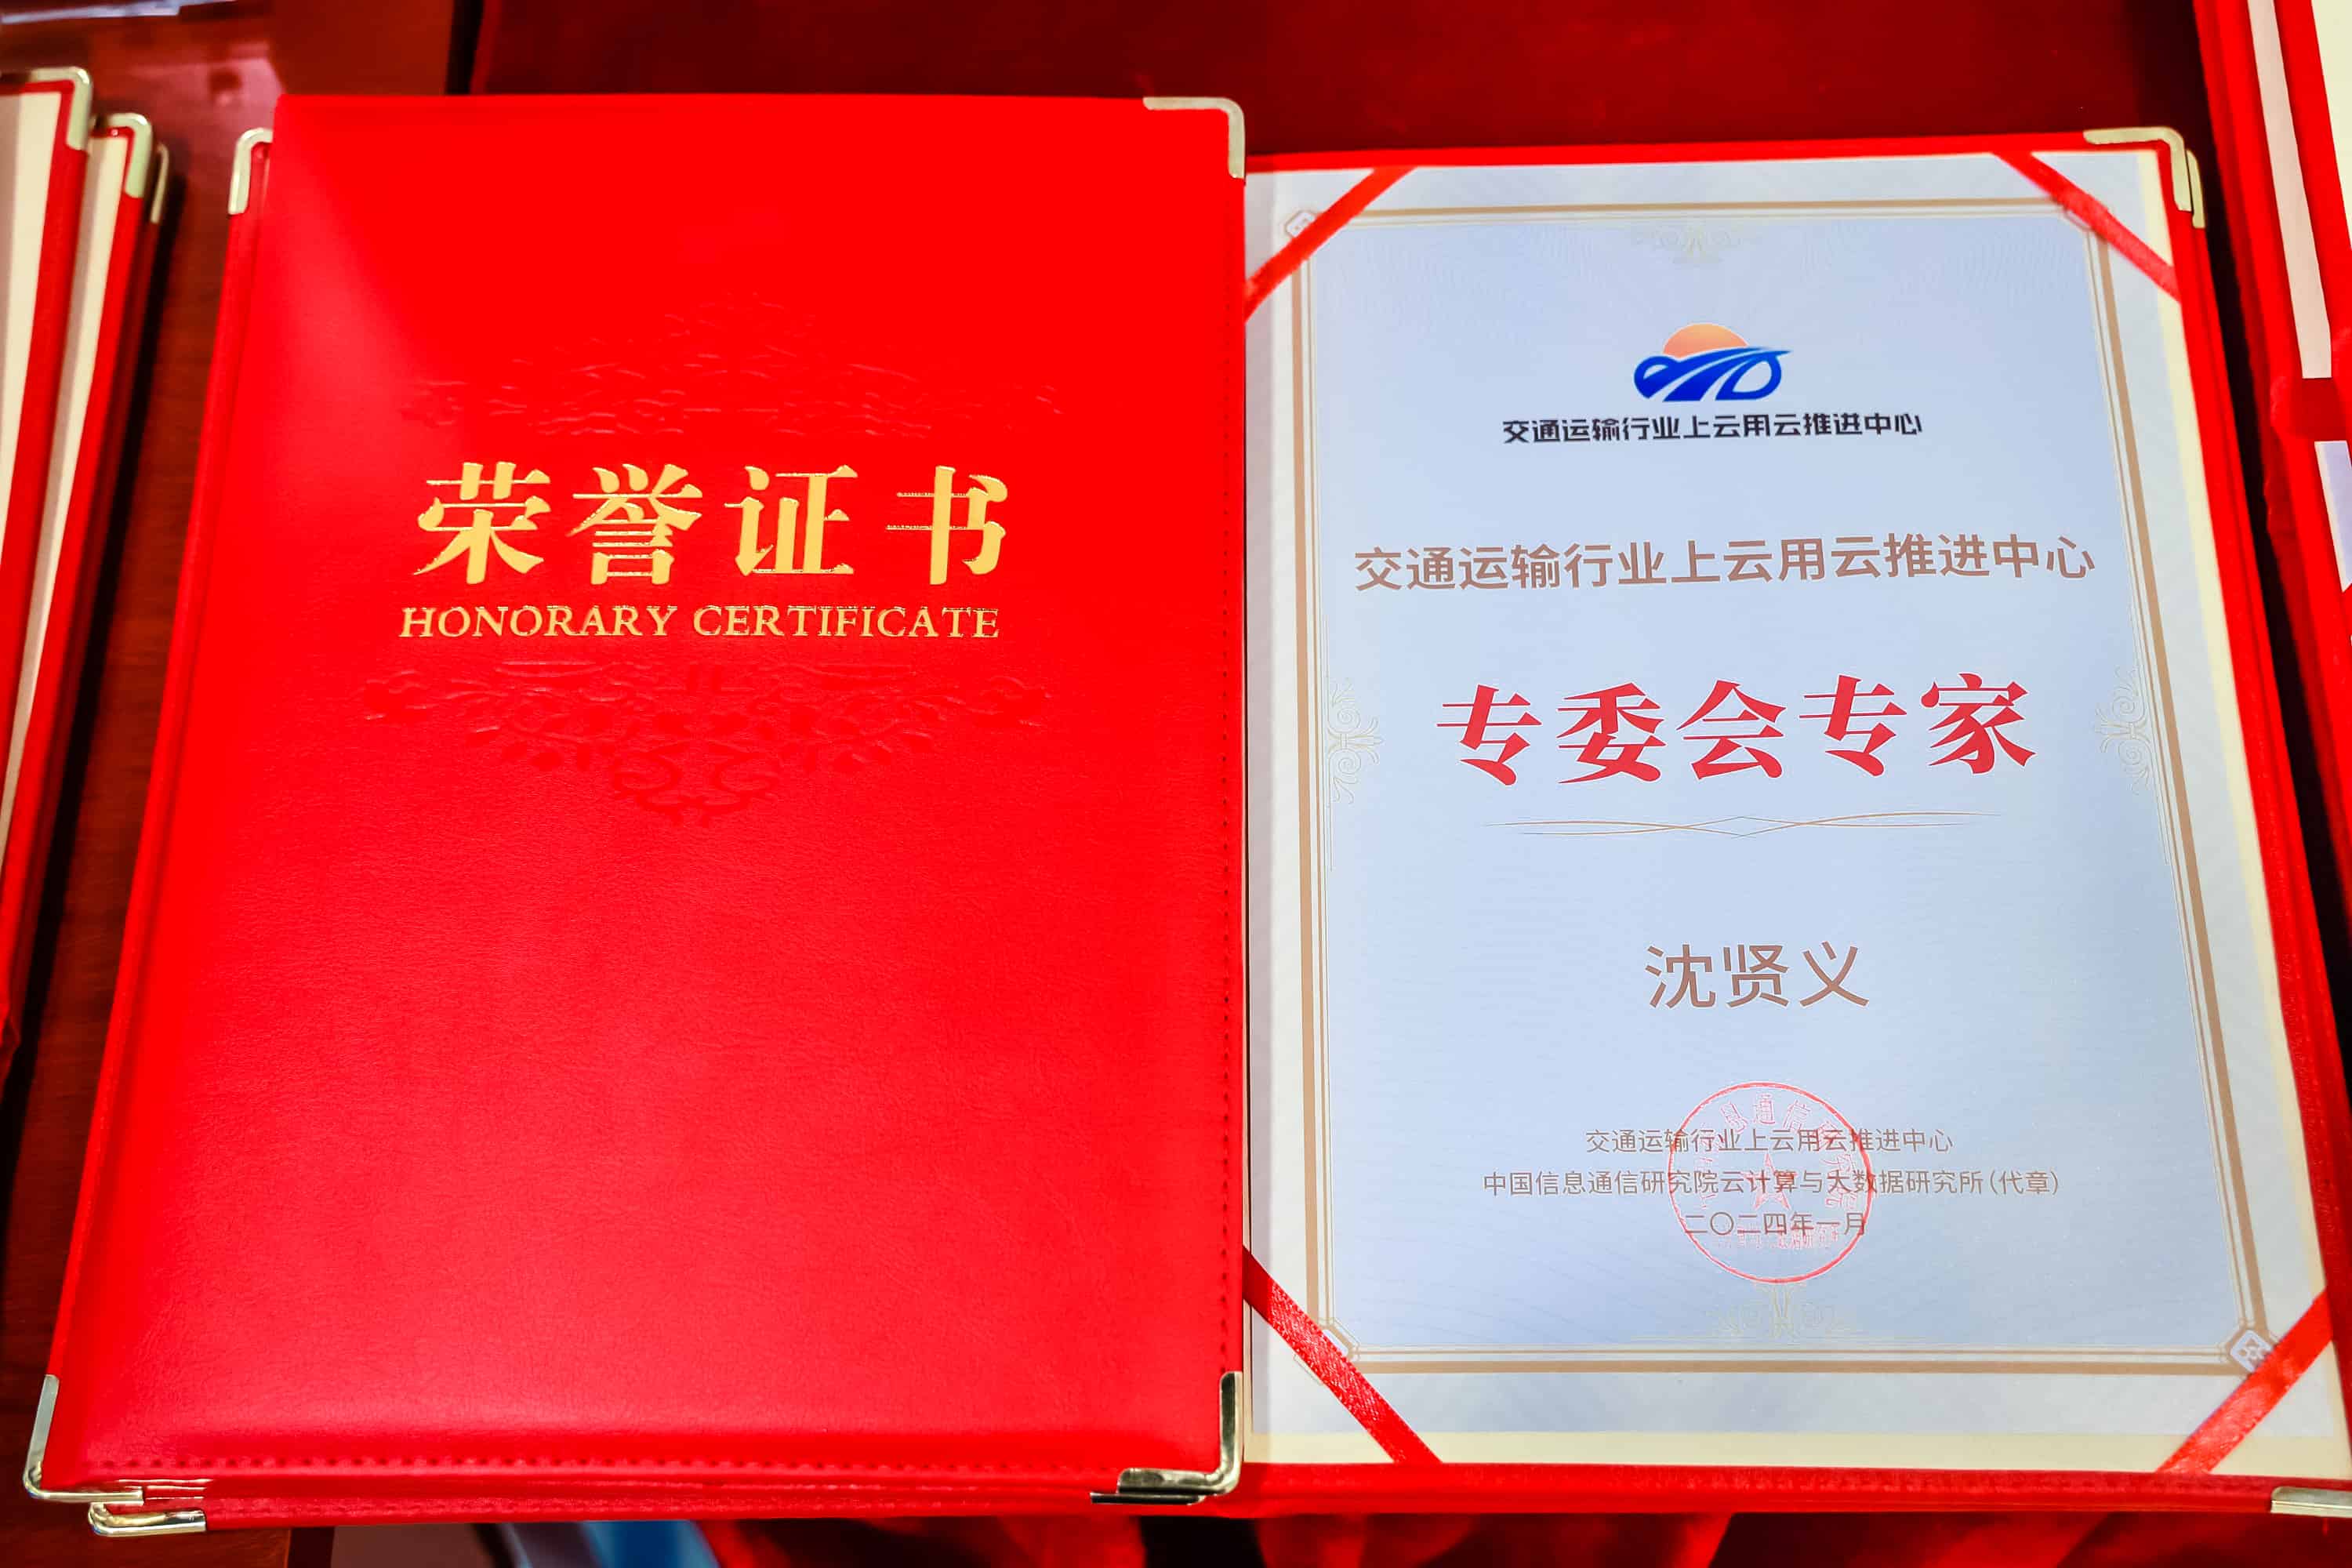 荣誉证书
HONORARY CERTIFICATE
交通运输行业上云用云推进中心
交通运输行业上云用云推进中心
专委会专家
沈贤义
交通运输行业上云用云推进中心
中国信息通信研究院云计算与大数据研究所(代章)
二〇二四年一月